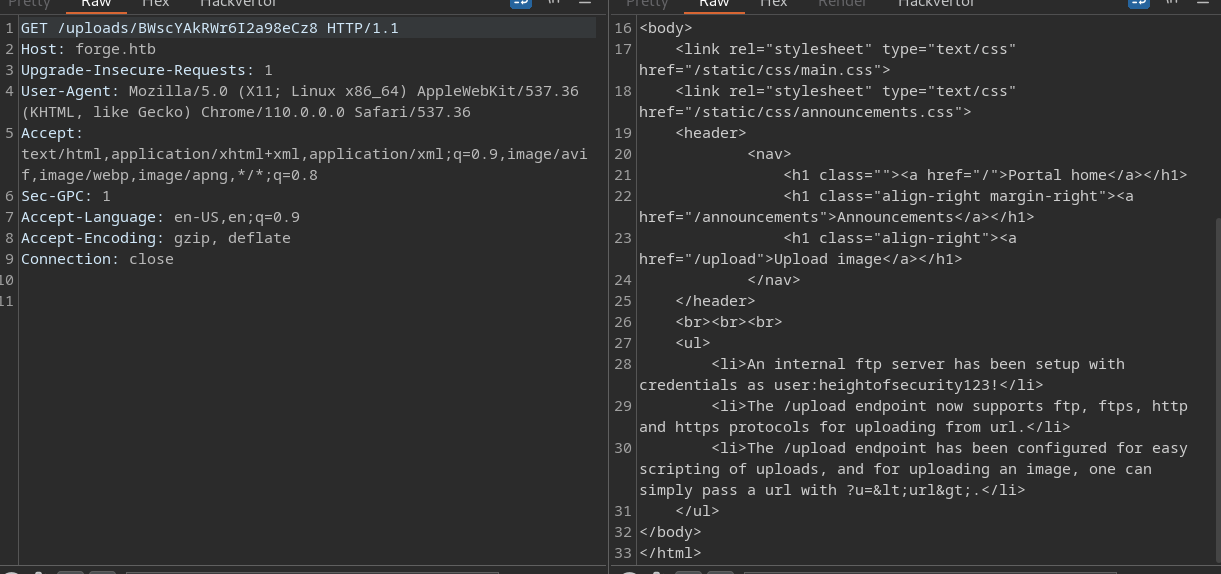 Pretty Raw Hex Hackvertor
1 GET /uploads/BWscYAkRWr6I2a98eCz8 HTTP/1.1
2 Host: forge.htb
3 Upgrade-Insecure-Requests: 1
4 User-Agent: Mozilla/5.0 (X11; Linux x86_64) AppleWebKit/537.36
(KHTML, like Gecko) Chrome/110.0.0.0 Safari/537.36
5 Accept:
text/html,application/xhtml+xml,application/xml;q=0.9,image/avi
f,image/webp,image/apng,*/*;q=0.8
6 Sec-GPC: 1
7 Accept-Language: en-US,en;q=0.9
8 Accept-Encoding: gzip, deflate
9 Connection: close
10
11
Pretty Raw Hex Render Hackvertor
16 <body>
17 <link rel="stylesheet" type="text/css"
href="/static/css/main.css">
18 <link rel="stylesheet" type="text/css"
href="/static/css/announcements.css">
19 <header>
20 <nav>
21 <h1 class=""><a href="/">Portal home</a></h1>
22 <h1 class="align-right margin-right"><a
href="/announcements">Announcements</a></h1>
23 <h1 class="align-right"><a
href="/upload">Upload image</a></h1>
24 </nav>
25 </header>
26 <br><br><br>
27 <ul>
28 <li>An internal ftp server has been setup with
credentials as user:heightofsecurity123!</li>
29 <li>The /upload endpoint now supports ftp, ftps, http
and https protocols for uploading from url.</li>
30 <li>The /upload endpoint has been configured for easy
scripting of uploads, and for uploading an image, one can
simply pass a url with ?u=&lt;url&gt;.</li>
31 </ul>
32 </body>
33 </html>